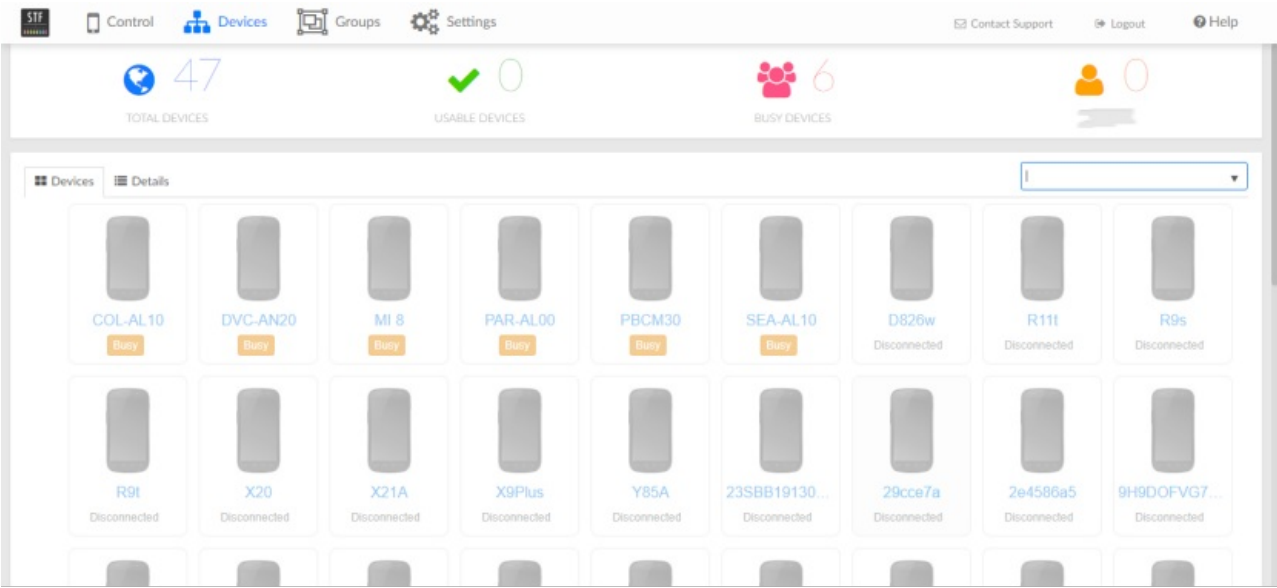 STF Control Devices Groups Settings Contact Support Logout Help
47 0 6 0
TOTAL DEVICES USABLE DEVICES BUSY DEVICES
Devices Details
COL-AL10 DVC-AN20 MI 8 PAR-AL00 PBCM30 SEA-AL10 D826w R11t R9s
Busy Busy Busy Busy Busy Busy Disconnected Disconnected Disconnected
R9t X20 X21A X9Plus Y85A 23SBB19130... 29cce7a 2e4586a5 9H9DOFVG7...
Disconnected Disconnected Disconnected Disconnected Disconnected Disconnected Disconnected Disconnected Disconnected